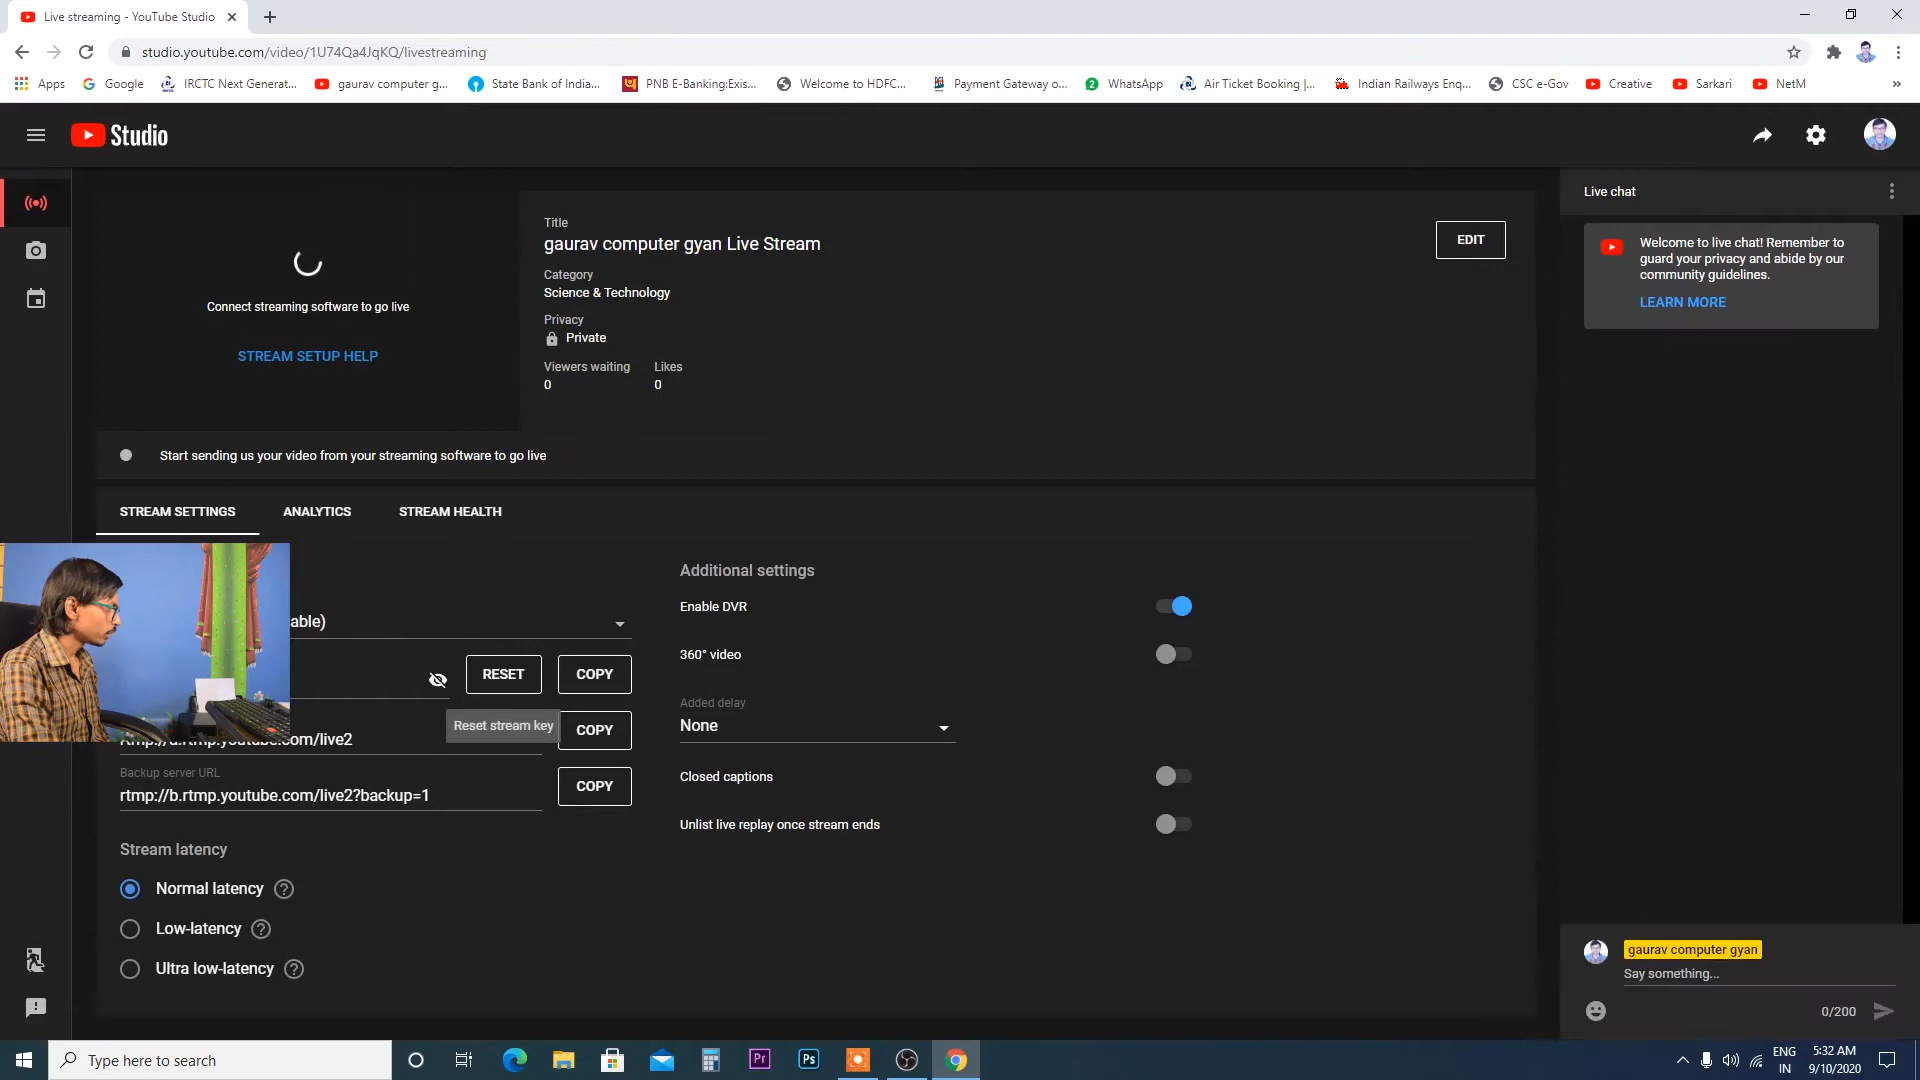 Live streaming - YouTube Studio
studio.youtube.com/video/1U74Qa4JqKQ/livestreaming
Apps Google IRCTC Next Generat... gaurav computer g... State Bank of India... PNB E-Banking:Exis... Welcome to HDFC... Payment Gateway o... WhatsApp Air Ticket Booking |... Indian Railways Enq... CSC e-Gov Creative Sarkari NetM »
Studio
Connect streaming software to go live
STREAM SETUP HELP
Title
gaurav computer gyan Live Stream
EDIT
Category
Science & Technology
Privacy
Private
Viewers waiting Likes
0 0
Start sending us your video from your streaming software to go live
STREAM SETTINGS ANALYTICS STREAM HEALTH
able)
RESET COPY
Reset stream key
.com/live2 COPY
Backup server URL
rtmp://b.rtmp.youtube.com/live2?backup=1 COPY
Stream latency
Normal latency ?
Low-latency ?
Ultra low-latency ?
Additional settings
Enable DVR
360° video
Added delay
None
Closed captions
Unlist live replay once stream ends
Live chat
Welcome to live chat! Remember to
guard your privacy and abide by our
community guidelines.
LEARN MORE
gaurav computer gyan
Say something...
0/200
Type here to search
Pr Ps
ENG
IN
5:32 AM
9/10/2020